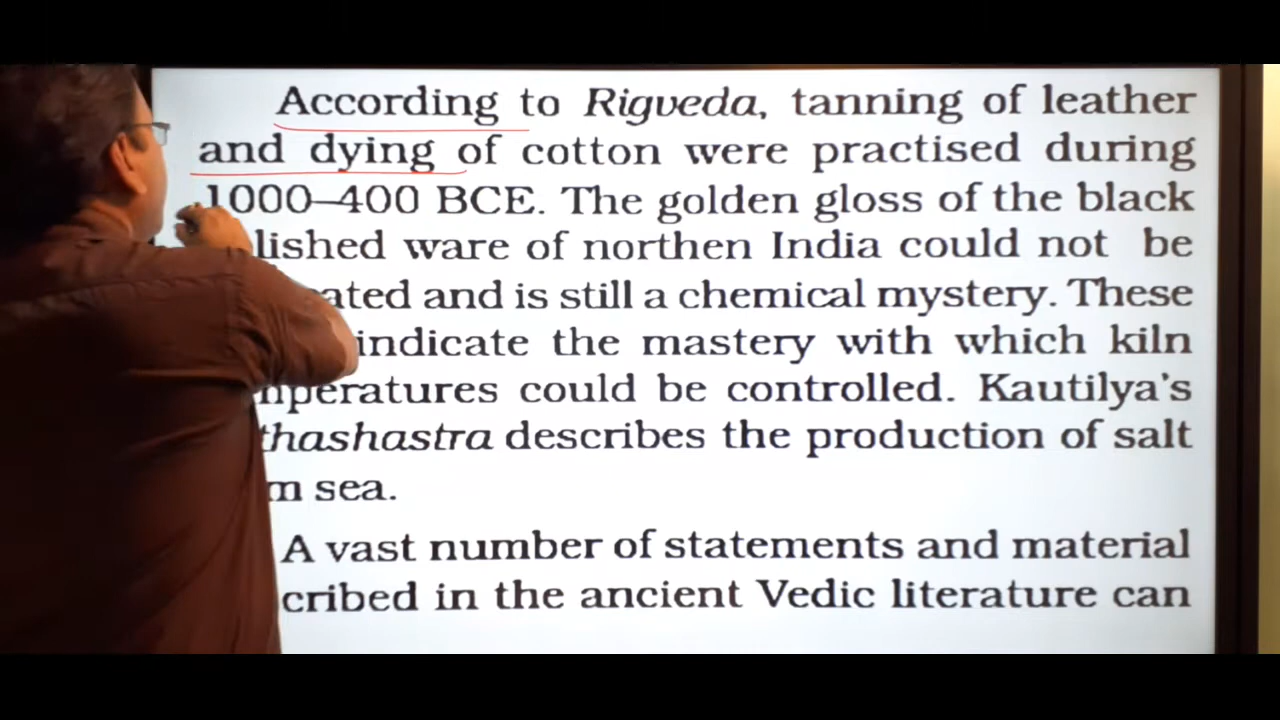 According to Rigveda, tanning of leather
and dying of cotton were practised during
1000–400 BCE. The golden gloss of the black
lished ware of northen India could not be
ated and is still a chemical mystery. These
indicate the mastery with which kiln
mperatures could be controlled. Kautilya's
thashastra describes the production of salt
m sea.
A vast number of statements and material
cribed in the ancient Vedic literature can